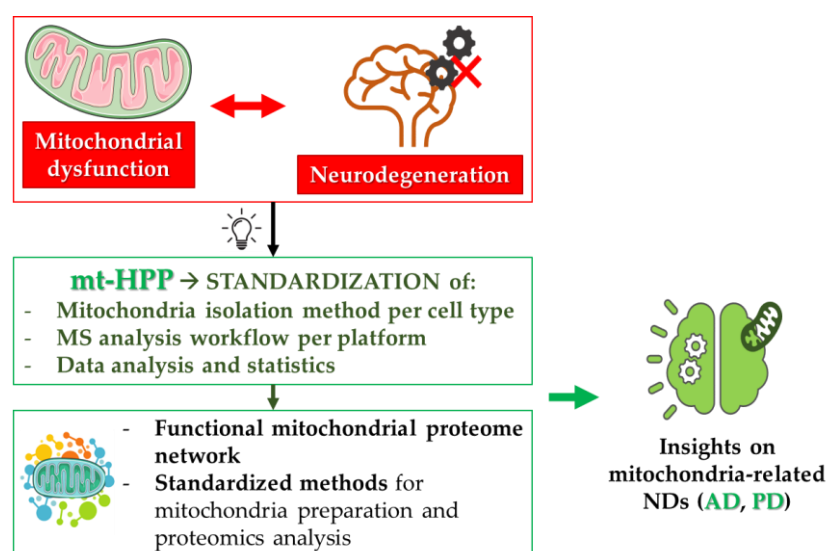 Mitochondrial
dysfunction
Neurodegeneration
mt-HPP → STANDARDIZATION of:
- Mitochondria isolation method per cell type
- MS analysis workflow per platform
- Data analysis and statistics
- Functional mitochondrial proteome
network
- Standardized methods for
mitochondria preparation and
proteomics analysis
Insights on
mitochondria-related
NDs (AD, PD)